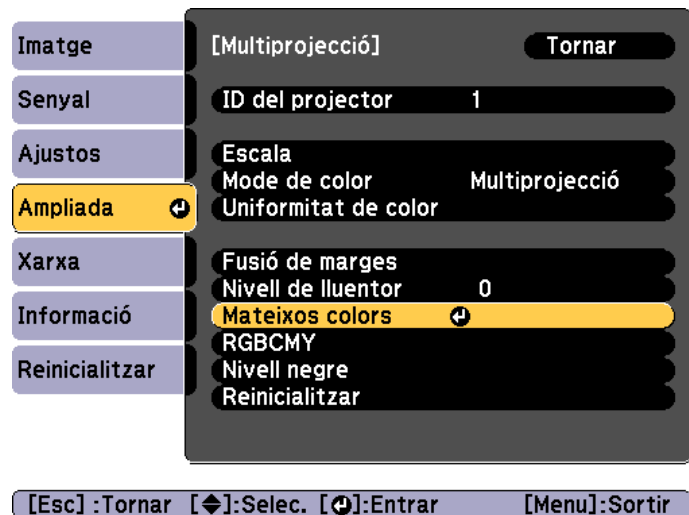 Imatge
Senyal
Ajustos
Ampliada
Xarxa
Informació
Reinicialitzar
[Multiprojecció] Tornar
ID del projector 1
Escala
Mode de color Multiprojecció
Uniformitat de color
Fusió de marges
Nivell de lluentor 0
Mateixos colors
RGBCMY
Nivell negre
Reinicialitzar
[Esc] :Tornar [◆]:Selec. [↵]:Entrar [Menu]:Sortir